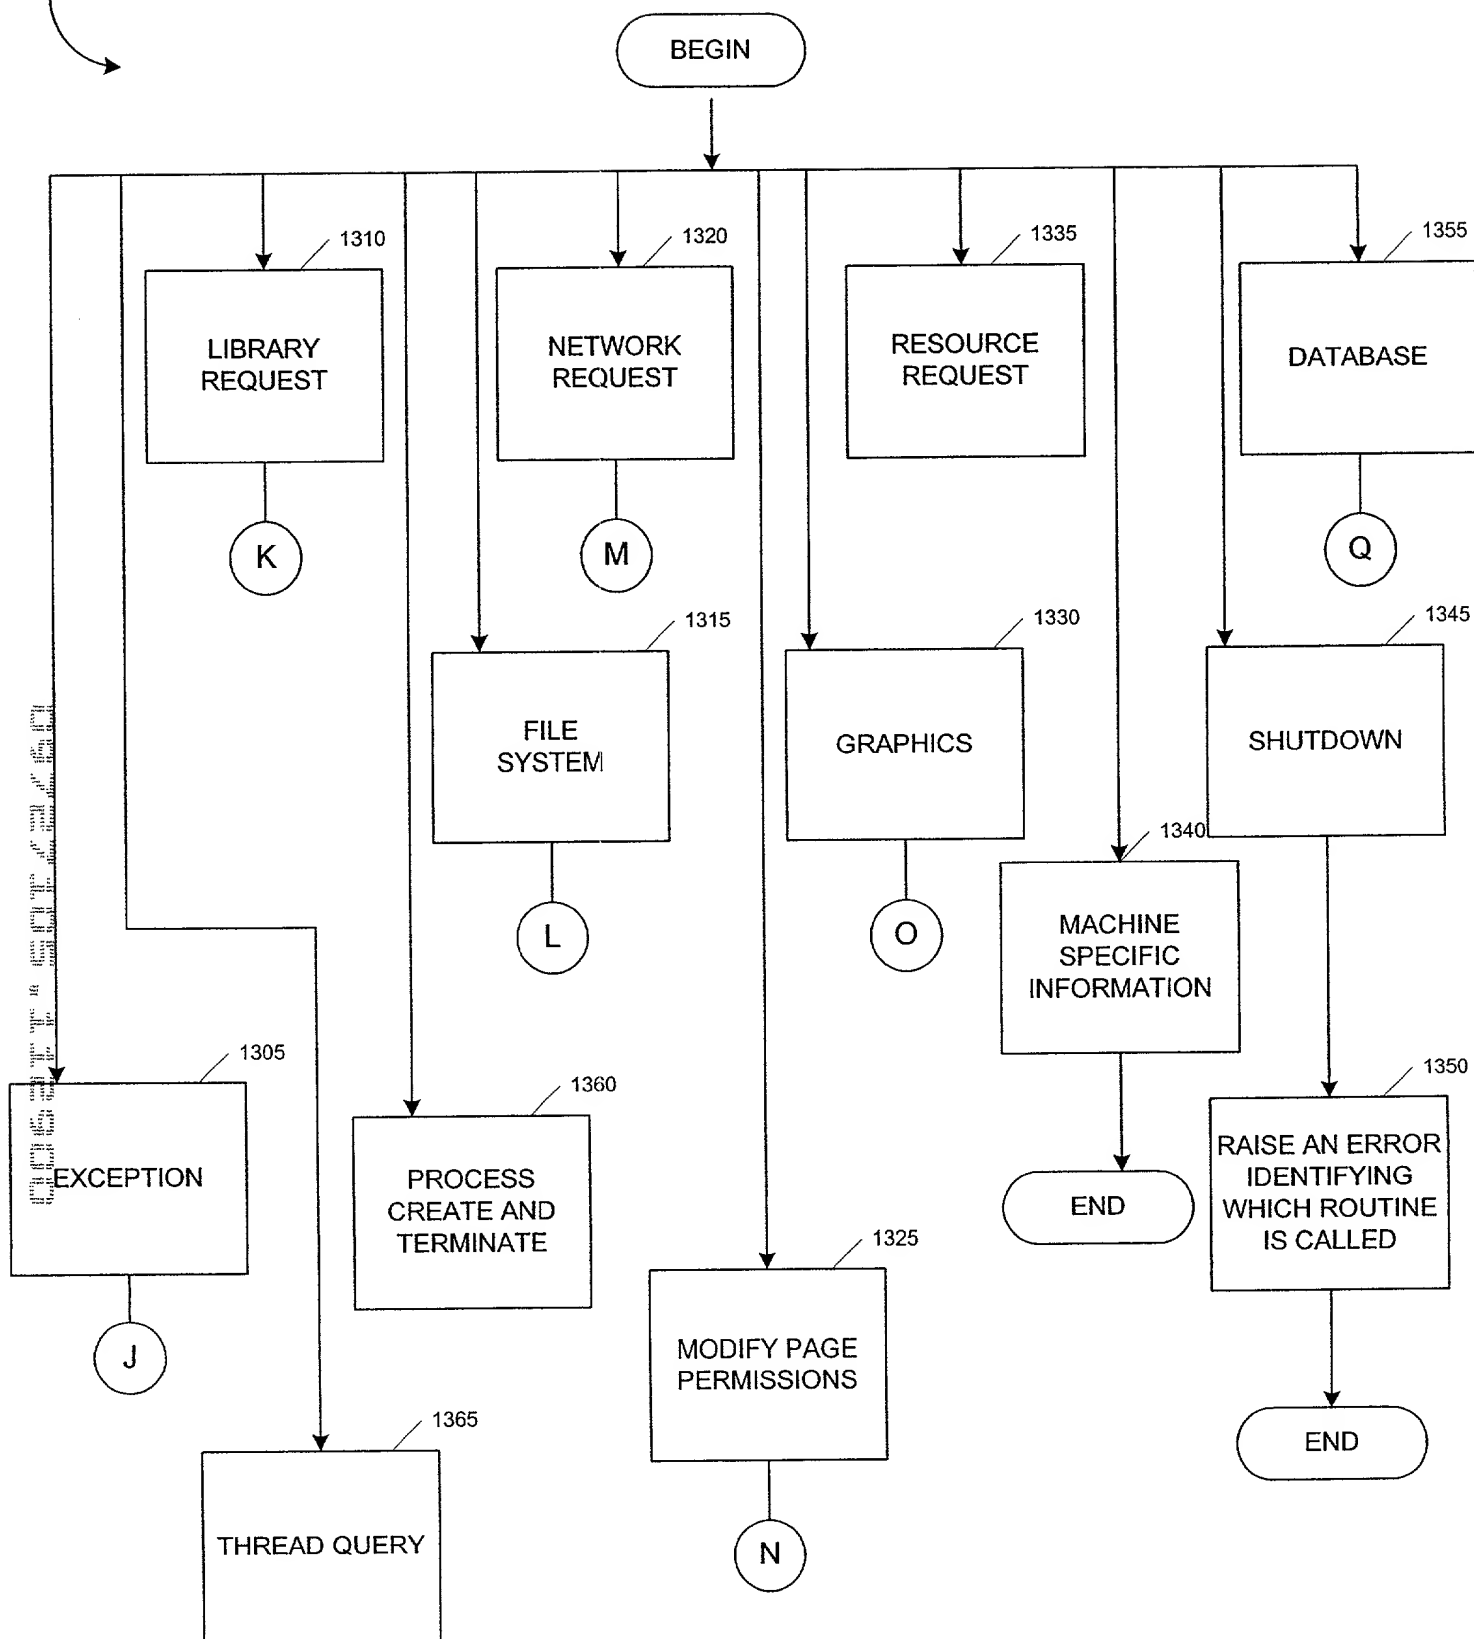 BEGIN
1310
LIBRARY
REQUEST
K
1320
NETWORK
REQUEST
M
1335
RESOURCE
REQUEST
1355
DATABASE
Q
1315
FILE
SYSTEM
L
1330
GRAPHICS
O
1345
SHUTDOWN
1340
MACHINE
SPECIFIC
INFORMATION
END
1350
RAISE AN ERROR
IDENTIFYING
WHICH ROUTINE
IS CALLED
END
1305
EXCEPTION
J
1360
PROCESS
CREATE AND
TERMINATE
1325
MODIFY PAGE
PERMISSIONS
N
1365
THREAD QUERY